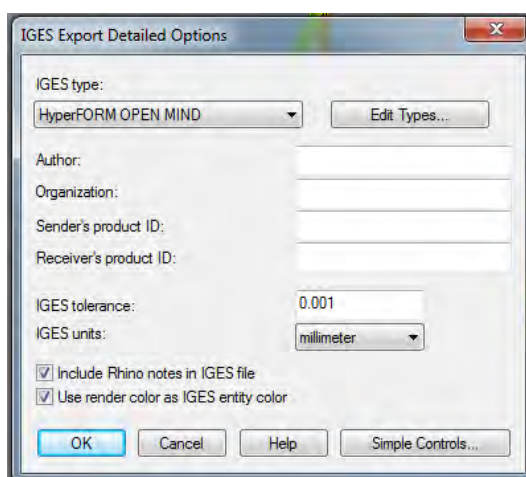 IGES Export Detailed Options
IGES type:
HyperFORM OPEN MIND
Edit Types...
Author:
Organization:
Sender's product ID:
Receiver's product ID:
IGES tolerance:
0.001
IGES units:
millimeter
Include Rhino notes in IGES file
Use render color as IGES entity color
OK
Cancel
Help
Simple Controls...